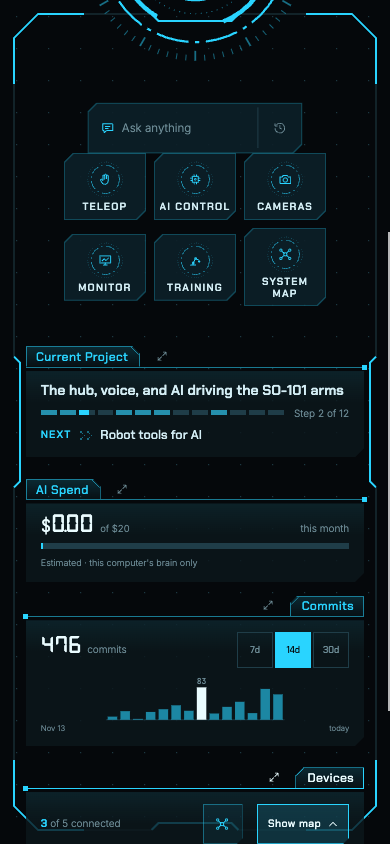 Ask anything
TELEOP
AI CONTROL
CAMERAS
MONITOR
TRAINING
SYSTEM
MAP
Current Project
The hub, voice, and AI driving the SO-101 arms
Step 2 of 12
NEXT Robot tools for AI
AI Spend
$0.00 of $20
this month
Estimated · this computer's brain only
Commits
476 commits
7d
14d
30d
83
Nov 13
today
Devices
3 of 5 connected
Show map